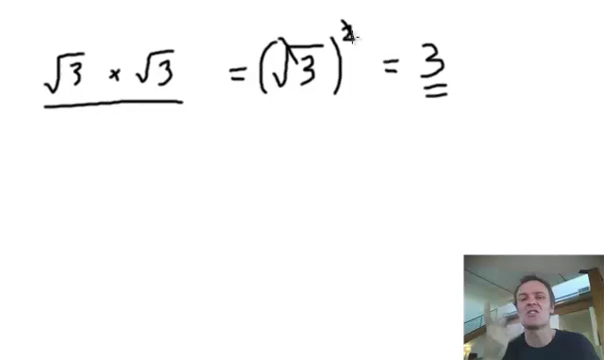 √3 × √3 = (√3)² = 3